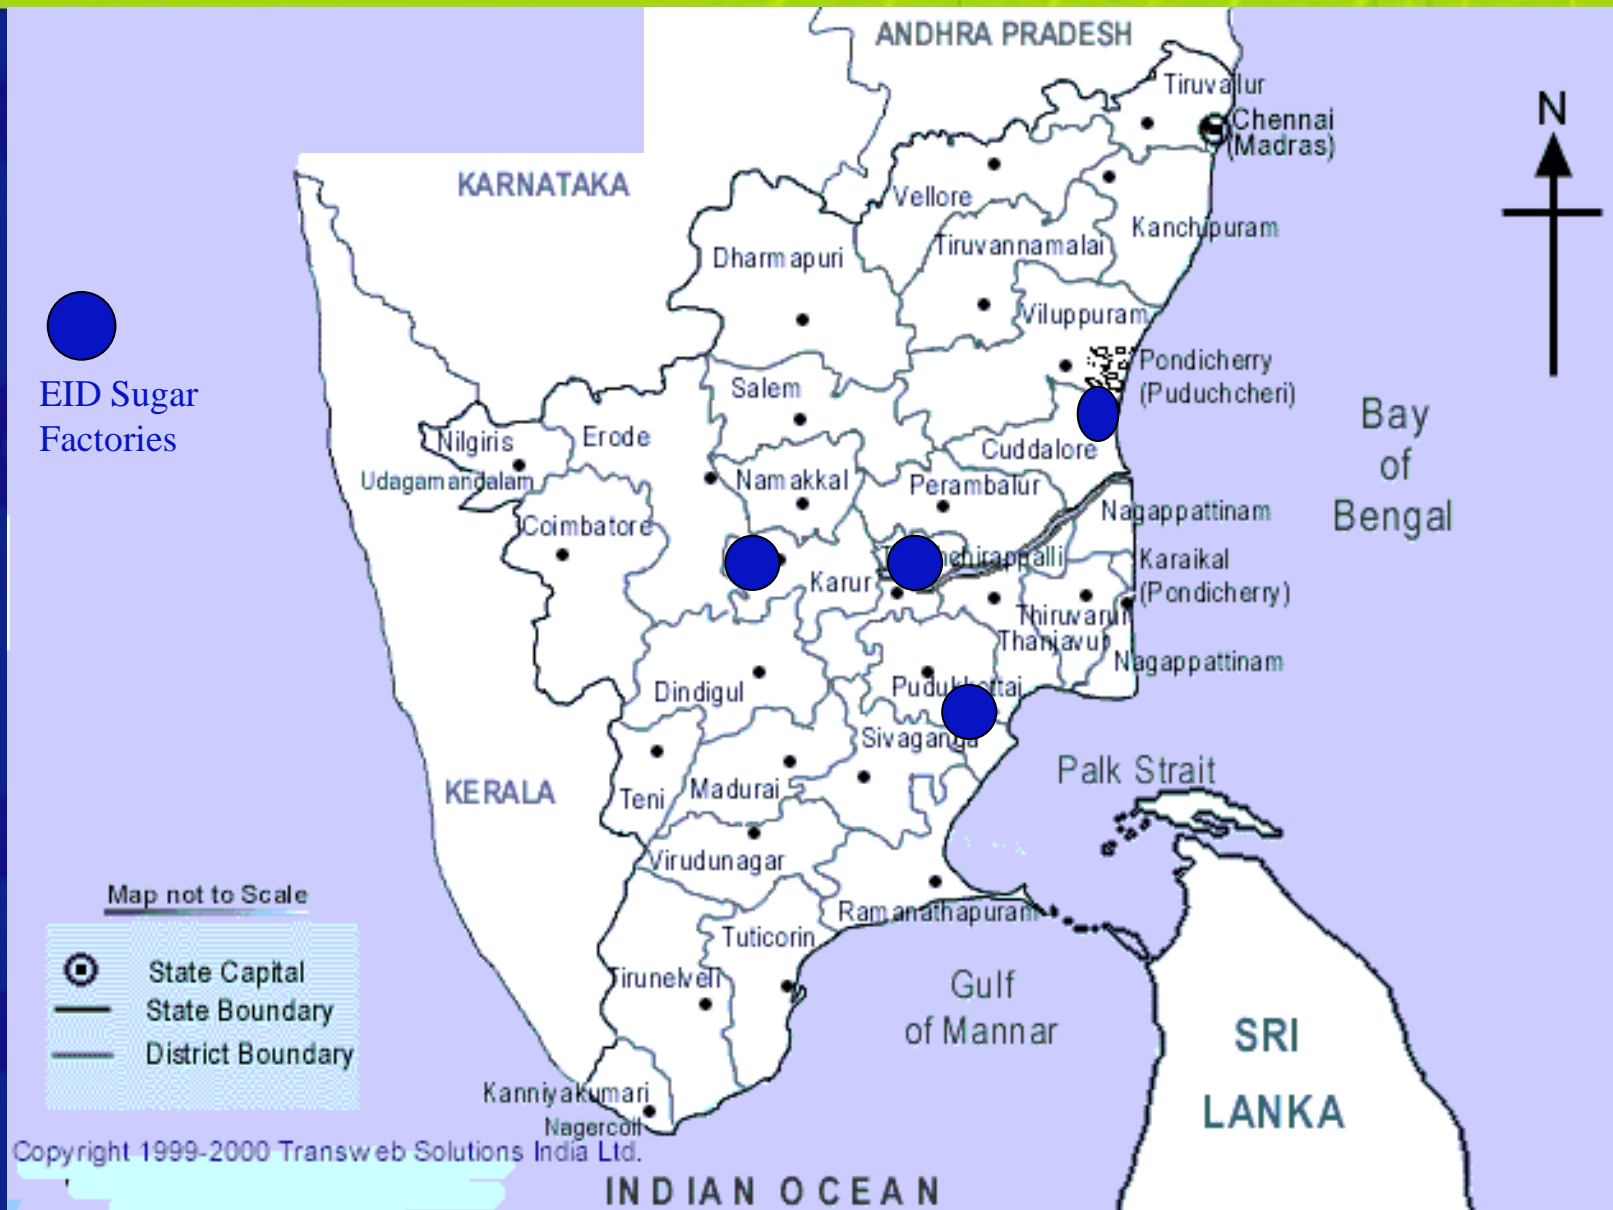 ANDHRA PRADESH
Tiruvallur
N
Chennai
(Madras)
KARNATAKA
Vellore
Kanchipuram
Tiruvannamalai
Dharmapuri
Viluppuram
Pondicherry
(Puduchcheri)
EID Sugar
Factories
Salem
Bay
of
Bengal
Nilgiris
Erode
Cuddalore
Udagamandalam
Namakkal
Perambalur
Nagappattinam
Coimbatore
Karur
Karaikal
(Pondicherry)
Thiruvarur
Thanjavur
Nagappattinam
Dindigul
Pudukkottai
Sivaganga
Palk Strait
KERALA
Teni
Madurai
Virudunagar
Map not to Scale
Ramanathapuram
Tuticorin
State Capital
Tirunelveli
Gulf
of Mannar
State Boundary
SRI
LANKA
District Boundary
Kanniyakumari
Nagercoil
Copyright 1999-2000 Transweb Solutions India Ltd.
INDIAN OCEAN